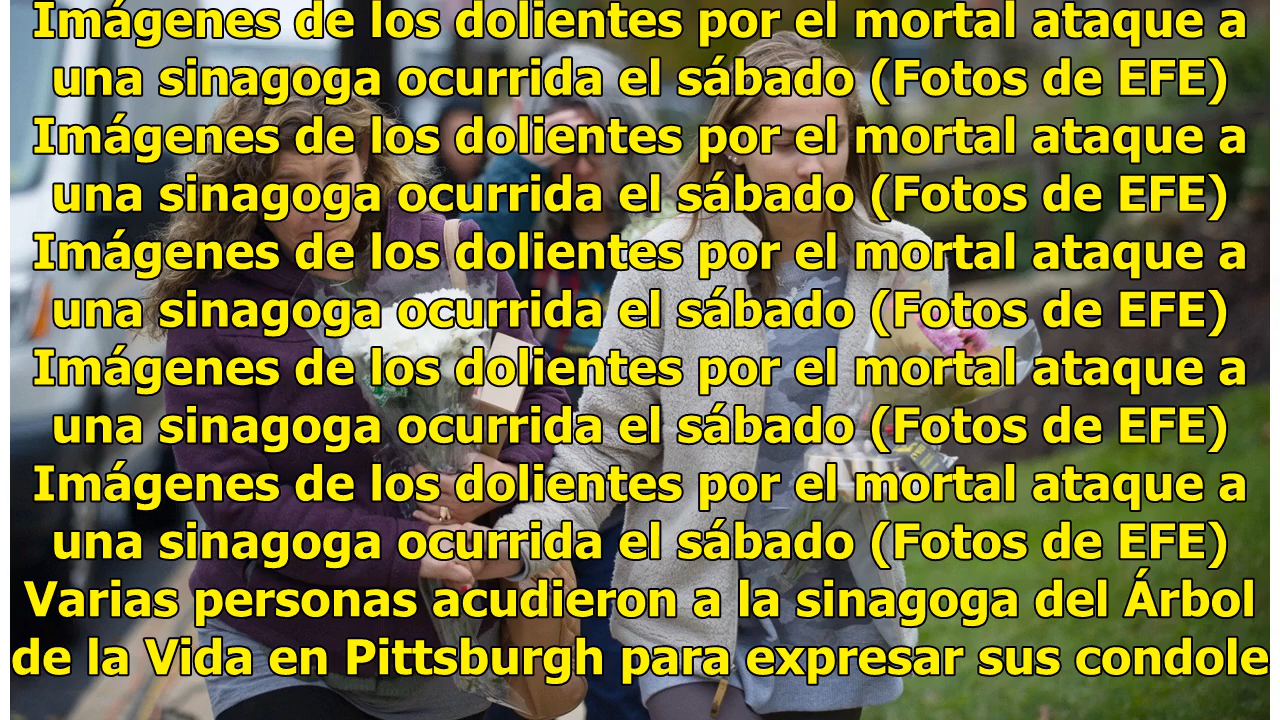 Imágenes de los dolientes por el mortal ataque a
una sinagoga ocurrida el sábado (Fotos de EFE)
Imágenes de los dolientes por el mortal ataque a
una sinagoga ocurrida el sábado (Fotos de EFE)
Imágenes de los dolientes por el mortal ataque a
una sinagoga ocurrida el sábado (Fotos de EFE)
Imágenes de los dolientes por el mortal ataque a
una sinagoga ocurrida el sábado (Fotos de EFE)
Imágenes de los dolientes por el mortal ataque a
una sinagoga ocurrida el sábado (Fotos de EFE)
Varias personas acudieron a la sinagoga del Árbol
de la Vida en Pittsburgh para expresar sus condole